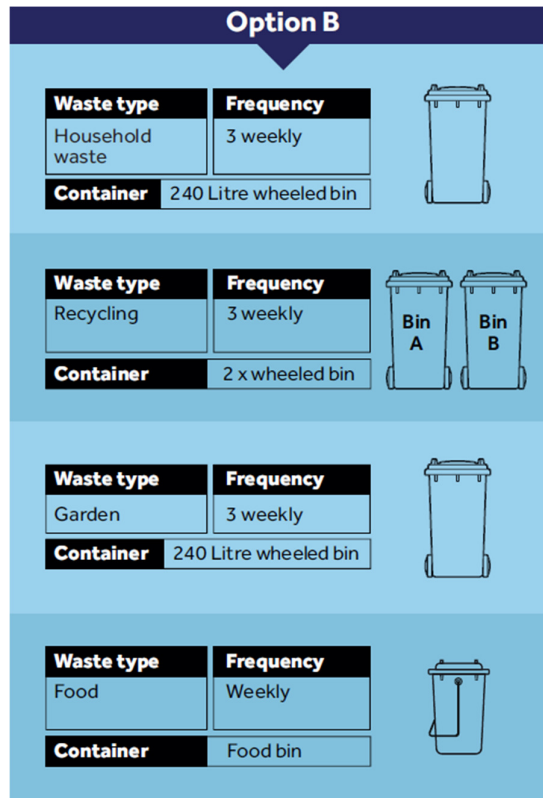 Option B
Waste type Frequency
Household 3 weekly
waste
Container 240 Litre wheeled bin
Waste type Frequency
Recycling 3 weekly
Container 2 x wheeled bin
Bin Bin
A B
Waste type Frequency
Garden 3 weekly
Container 240 Litre wheeled bin
Waste type Frequency
Food Weekly
Container Food bin